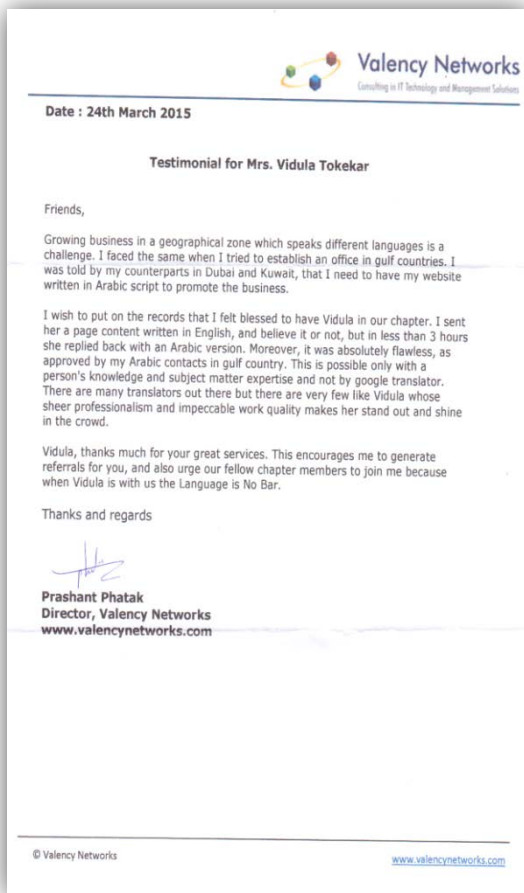 Valency Networks
Consulting in IT Technology and Management Solutions
Date : 24th March 2015
Testimonial for Mrs. Vidula Tokekar
Friends,
Growing business in a geographical zone which speaks different languages is a
challenge. I faced the same when I tried to establish an office in gulf countries. I
was told by my counterparts in Dubai and Kuwait, that I need to have my website
written in Arabic script to promote the business.
I wish to put on the records that I felt blessed to have Vidula in our chapter. I sent
her a page content written in English, and believe it or not, but in less than 3 hours
she replied back with an Arabic version. Moreover, it was absolutely flawless, as
approved by my Arabic contacts in gulf country. This is possible only with a
person's knowledge and subject matter expertise and not by google translator.
There are many translators out there but there are very few like Vidula whose
sheer professionalism and impeccable work quality makes her stand out and shine
in the crowd.
Vidula, thanks much for your great services. This encourages me to generate
referrals for you, and also urge our fellow chapter members to join me because
when Vidula is with us the Language is No Bar.
Thanks and regards
Prashant Phatak
Director, Valency Networks
www.valencynetworks.com
© Valency Networks
www.valencynetworks.com